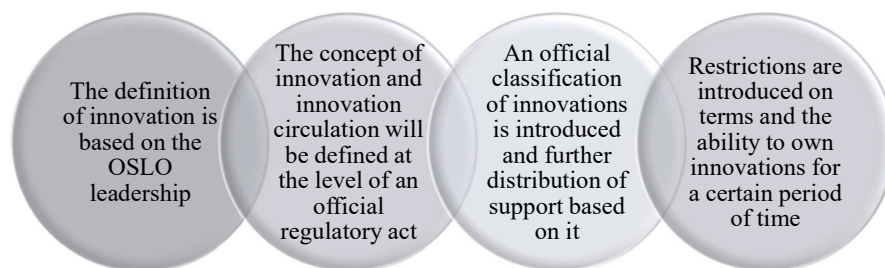 The definition
of innovation is
based on the
OSLO
leadership
The concept of
innovation and
innovation
circulation will
be defined at
the level of an
official
regulatory act
An official
classification
of innovations
is introduced
and further
distribution of
support based
on it
Restrictions are
introduced on
terms and the
ability to own
innovations for
a certain period
of time